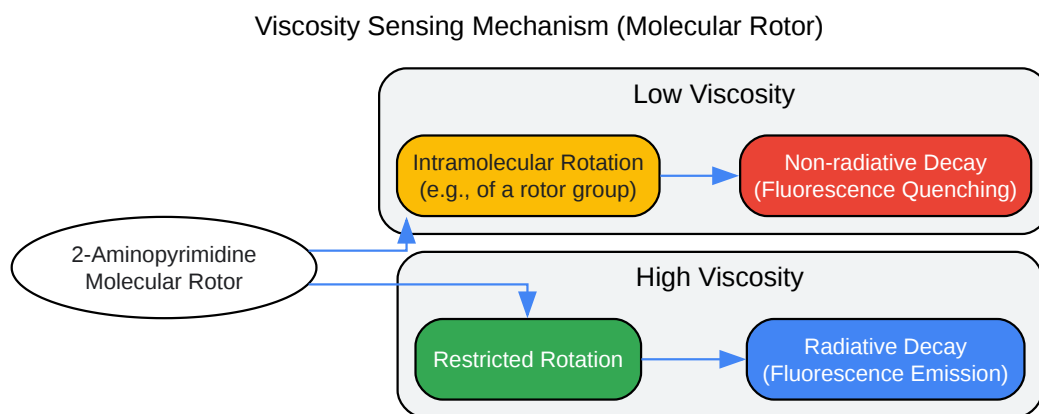 Viscosity Sensing Mechanism (Molecular Rotor)
Low Viscosity
Intramolecular Rotation
(e.g., of a rotor group)
Non-radiative Decay
(Fluorescence Quenching)
2-Aminopyrimidine
Molecular Rotor
High Viscosity
Restricted Rotation
Radiative Decay
(Fluorescence Emission)